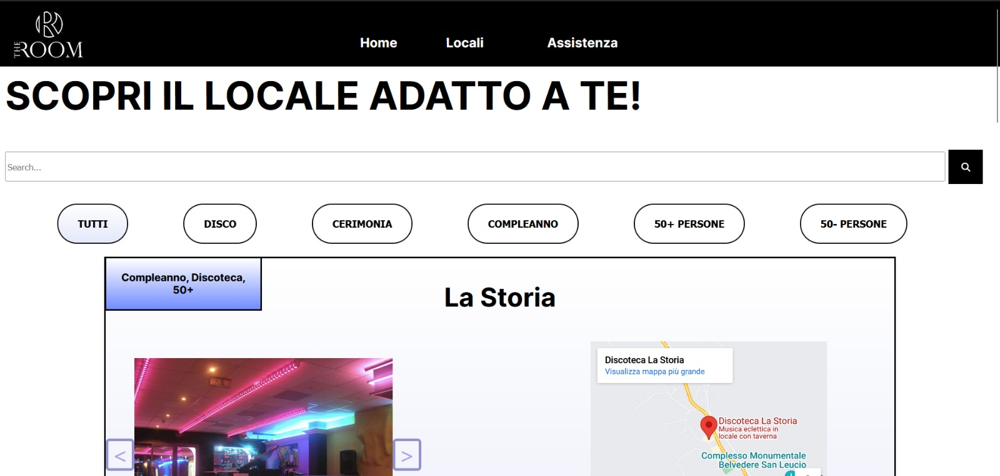 R
THE ROOM
Home
Locali
Assistenza
SCOPRI IL LOCALE ADATTO A TE!
Search...
TUTTI
DISCO
CERIMONIA
COMPLEANNO
50+ PERSONE
50- PERSONE
Compleanno, Discoteca,
50+
La Storia
<
>
Discoteca La Storia
Visualizza mappa più grande
Discoteca La Storia
Musica eclettica in
locale con taverna
Complesso Monumentale
Belvedere San Leucio